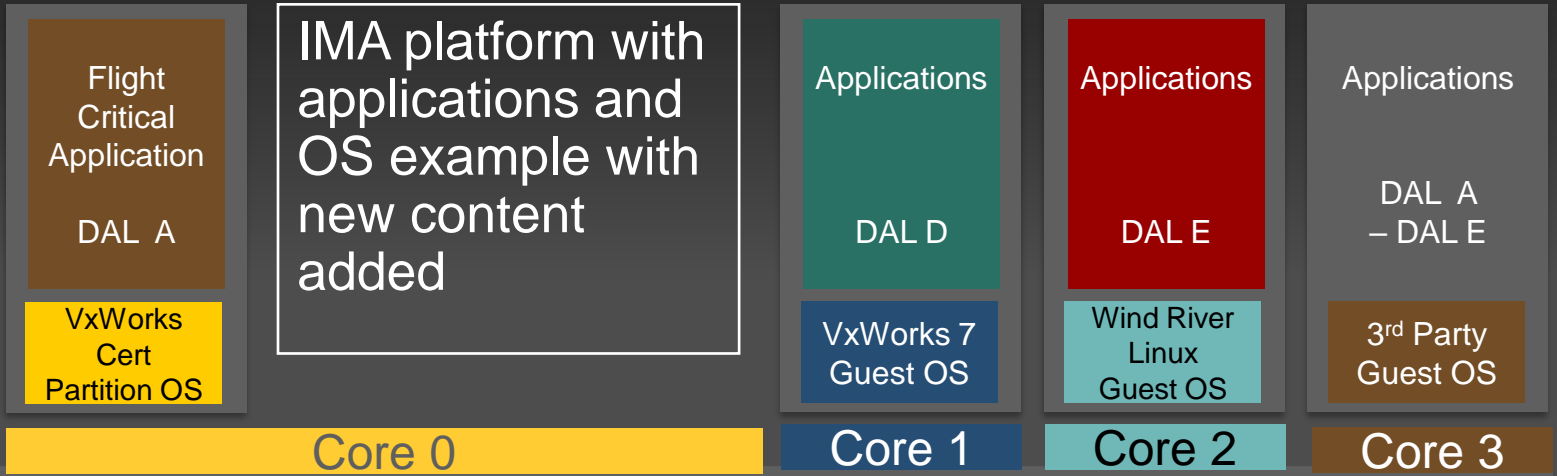 Flight
Critical
Application
DAL A
VxWorks
Cert
Partition OS
IMA platform with
applications and
OS example with
new content
added
Applications
DAL D
VxWorks 7
Guest OS
Applications
DAL E
Wind River
Linux
Guest OS
Applications
DAL A
– DAL E
3rd Party
Guest OS
Core 0
Core 1
Core 2
Core 3